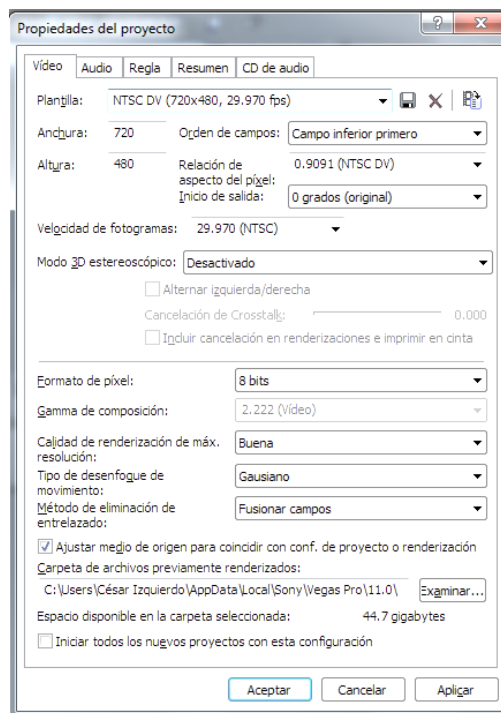 Propiedades del proyecto
Vídeo Audio Regla Resumen CD de audio
Plantilla: NTSC DV (720x480, 29.970 fps)
Anchura: 720 Orden de campos: Campo inferior primero
Altura: 480 Relación de aspecto del píxel: 0.9091 (NTSC DV)
Inicio de salida: 0 grados (original)
Velocidad de fotogramas: 29.970 (NTSC)
Modo 3D estereoscópico: Desactivado
Alternar izquierda/derecha
Cancelación de Crosstalk: 0.000
Incluir cancelación en renderizaciones e imprimir en cinta
Formato de píxel: 8 bits
Gamma de composición: 2.222 (Vídeo)
Calidad de renderización de máx. resolución: Buena
Tipo de desenfoque de movimiento: Gausiano
Método de eliminación de entrelazado: Fusionar campos
Ajustar medio de origen para coincidir con conf. de proyecto o renderización
Carpeta de archivos previamente renderizados:
C:\Users\César Izquierdo\AppData\Local\Sony\Vegas Pro\11.0\ Examinar...
Espacio disponible en la carpeta seleccionada: 44.7 gigabytes
Iniciar todos los nuevos proyectos con esta configuración
Aceptar Cancelar Aplicar